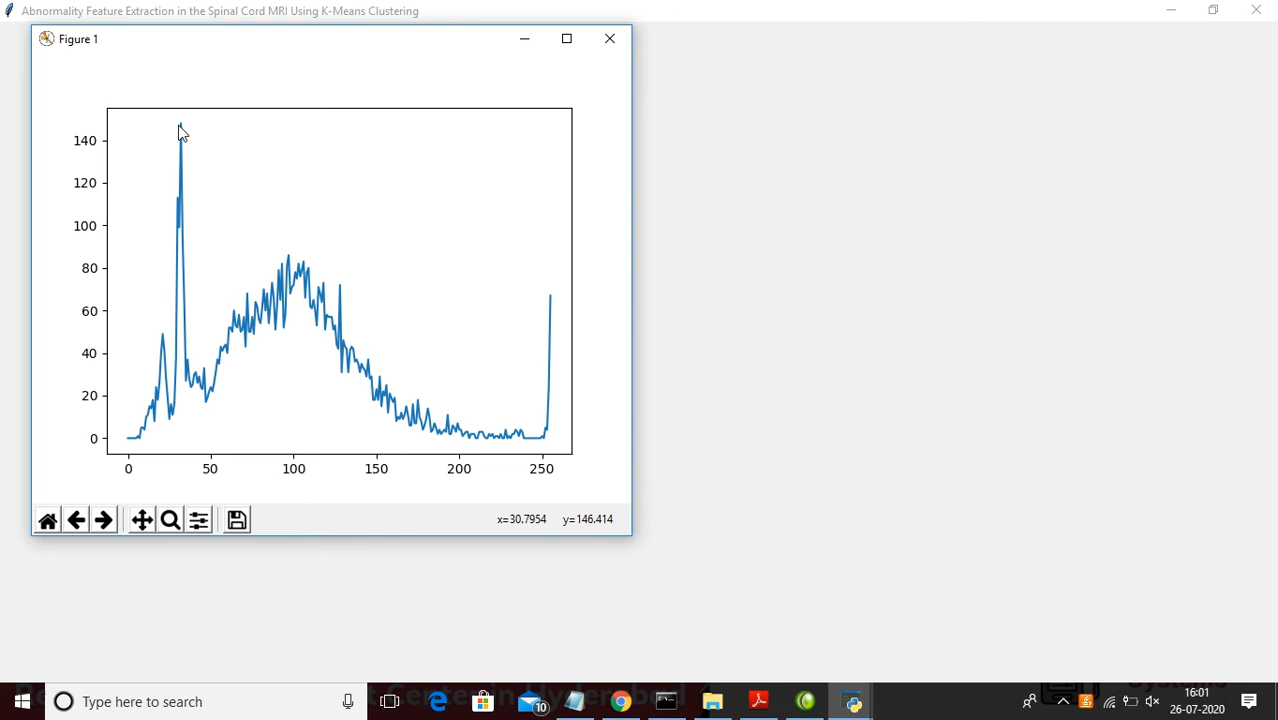 Abnormality Feature Extraction in the Spinal Cord MRI Using K-Means Clustering
Figure 1
140
120
100
80
60
40
20
0
0 50 100 150 200 250
x=30.7954 y=146.414
Type here to search
10
16:01
26-07-2020